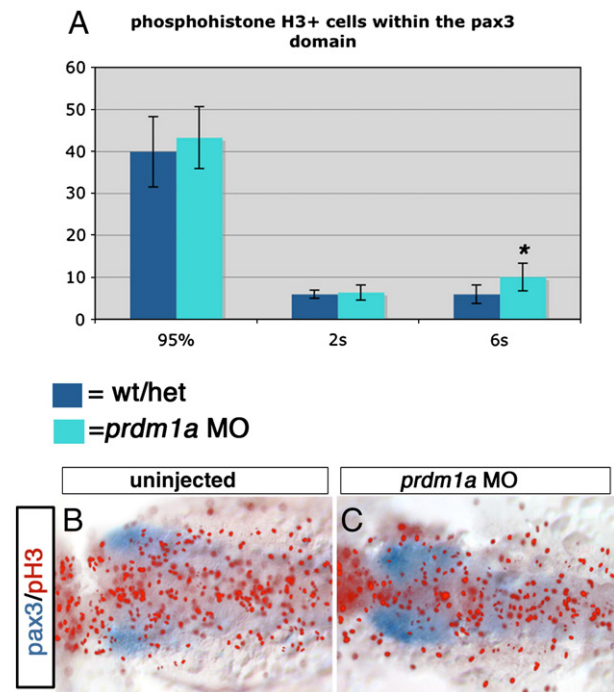 A
phosphohistone H3+ cells within the pax3
domain
60
50
40
30
20
10
0
*
95%
2s
6s
= wt/het
=prdm1a MO
uninjected
prdm1a MO
pax3/pH3
B
C